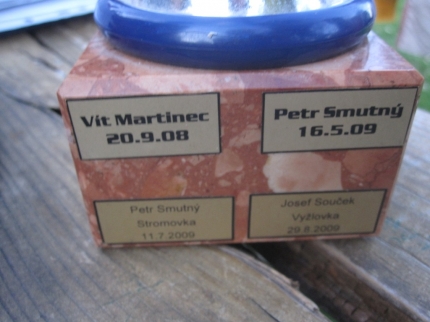 Vít Martinec
20.9.08
Petr Smutný
16.5.09
Petr Smutný
Stromovka
11.7.2009
Josef Souček
Vyžlovka
29.8.2009